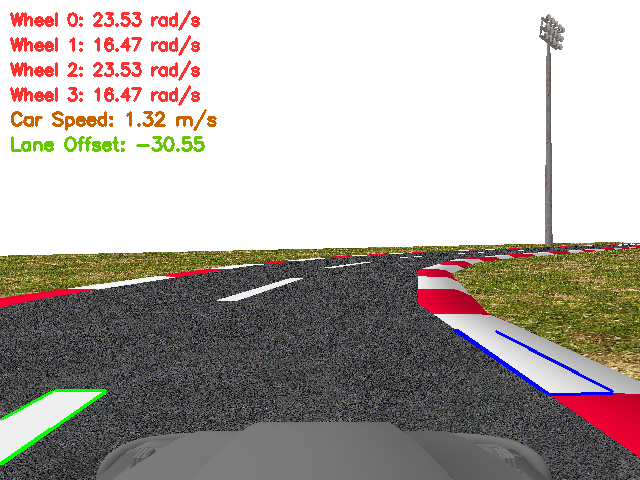 Wheel 0: 23.53 rad/s
Wheel 1: 16.47 rad/s
Wheel 2: 23.53 rad/s
Wheel 3: 16.47 rad/s
Car Speed: 1.32 m/s
Lane Offset: -30.55